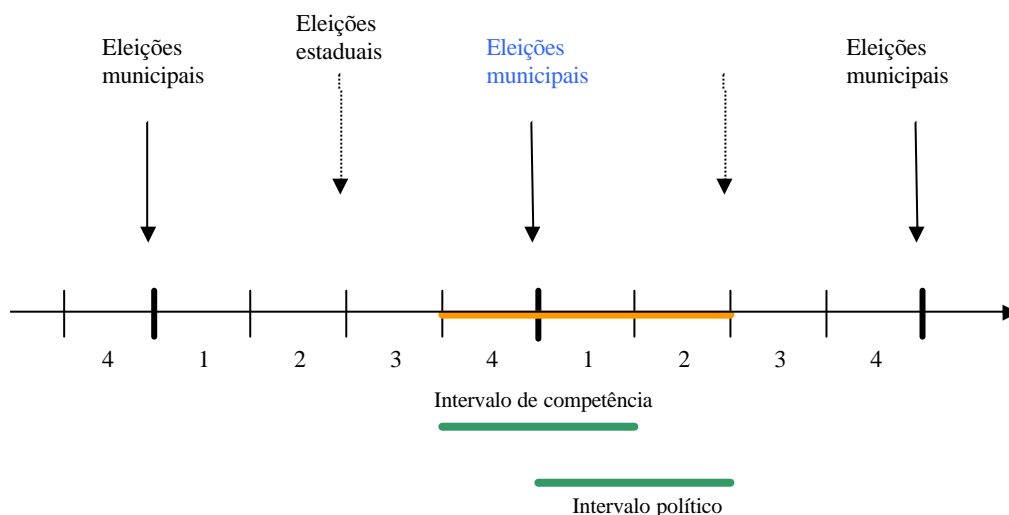 Eleições
municipais
Eleições
estaduais
Eleições
municipais
Eleições
municipais
4 1 2 3 4 1 2 3 4
Intervalo de competência
Intervalo político